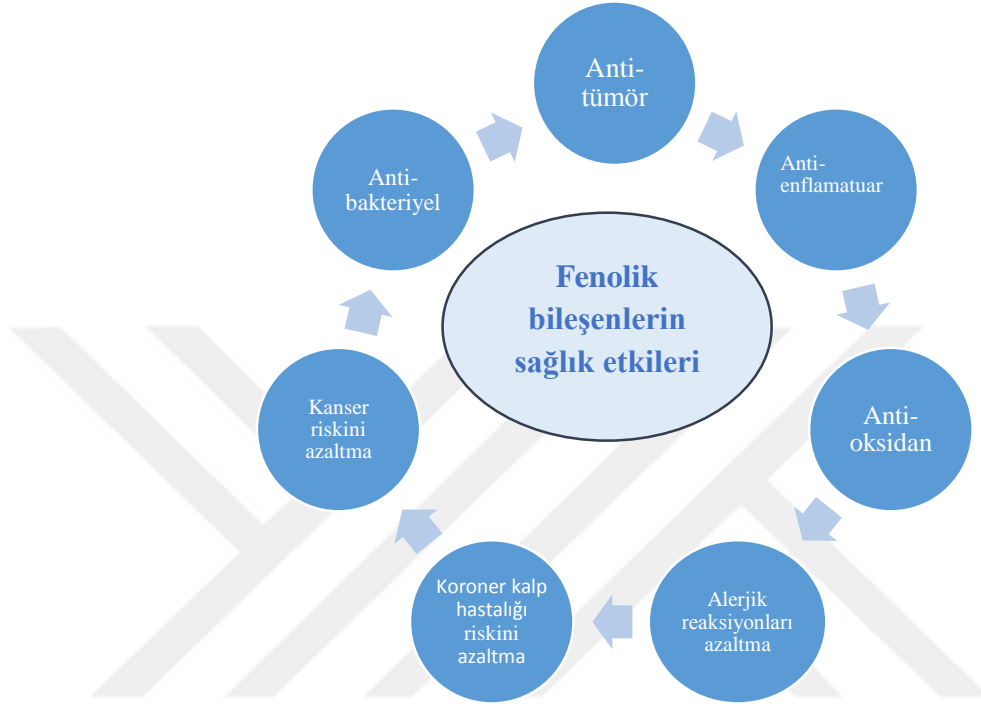 Anti-
tümör
Anti-
enflamatuar
Anti-
oksidan
Alerjik
reaksiyonları
azaltma
Koroner kalp
hastalığı
riskini
azaltma
Kanser
riskini
azaltma
Anti-
bakteriyel
Fenolik
bileşenlerin
sağlık etkileri